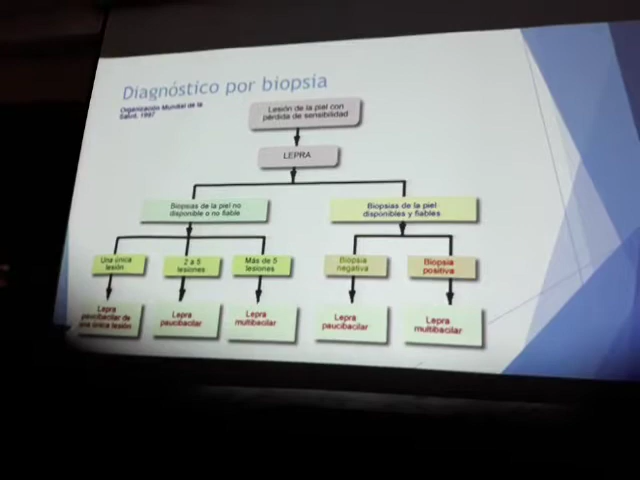 Diagnóstico por biopsia
Organización Mundial de la
Salud, 1997
Lesión de la piel con
pérdida de sensibilidad
LEPRA
Biopsias de la piel no
disponible o no fiable
Biopsias de la piel
disponibles y fiables
Una única
lesión
2 a 5
lesiones
Más de 5
lesiones
Biopsia
negativa
Biopsia
positiva
Lepra
paucibacilar de
una única lesión
Lepra
paucibacilar
Lepra
multibacilar
Lepra
paucibacilar
Lepra
multibacilar